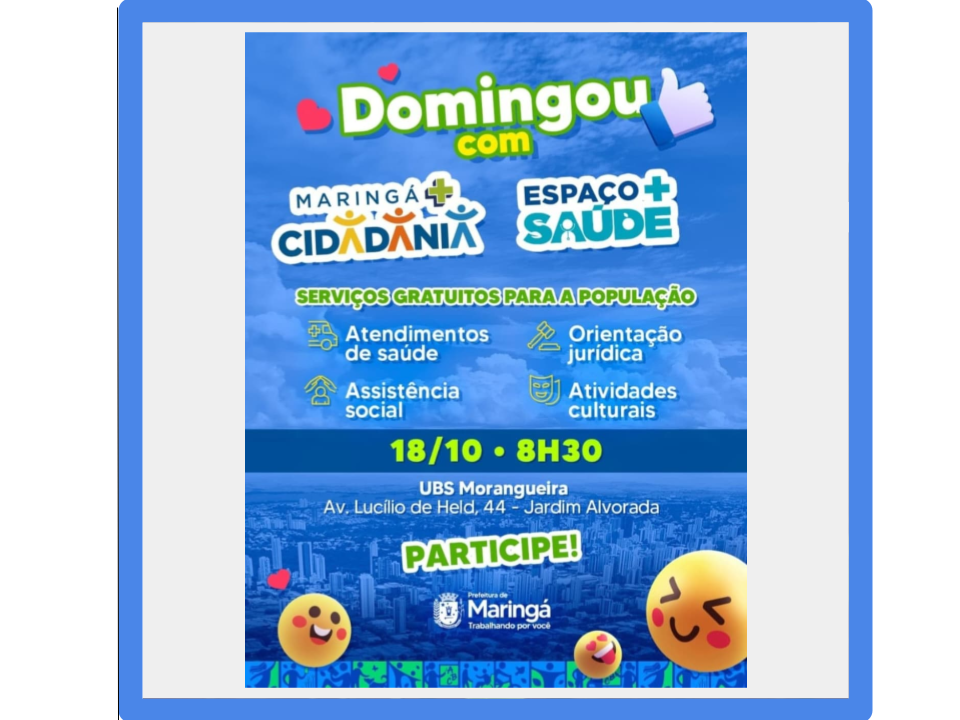 Domingou
com
MARINGÁ+
CIDADANIA
ESPAÇO+
SAÚDE
SERVIÇOS GRATUITOS PARA A POPULAÇÃO
Atendimentos
de saúde
Orientação
jurídica
Assistência
social
Atividades
culturais
18/10 • 8H30
UBS Morangueira
Av. Lucílio de Held, 44 - Jardim Alvorada
PARTICIPE!
Prefeitura de
Maringá
Trabalhando por você